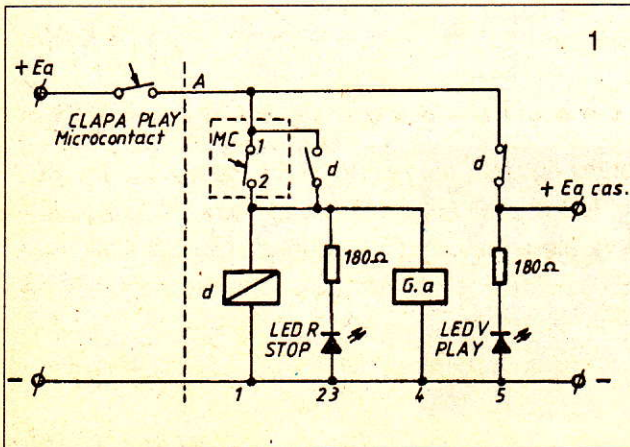 1
+ Ea
A
CLAPA PLAY
Microcontact
MC
1
2
d
d
+ Ea cas.
180Ω
G.a
180Ω
d
LED R
STOP
LED V
PLAY
-
-
1
23
4
5